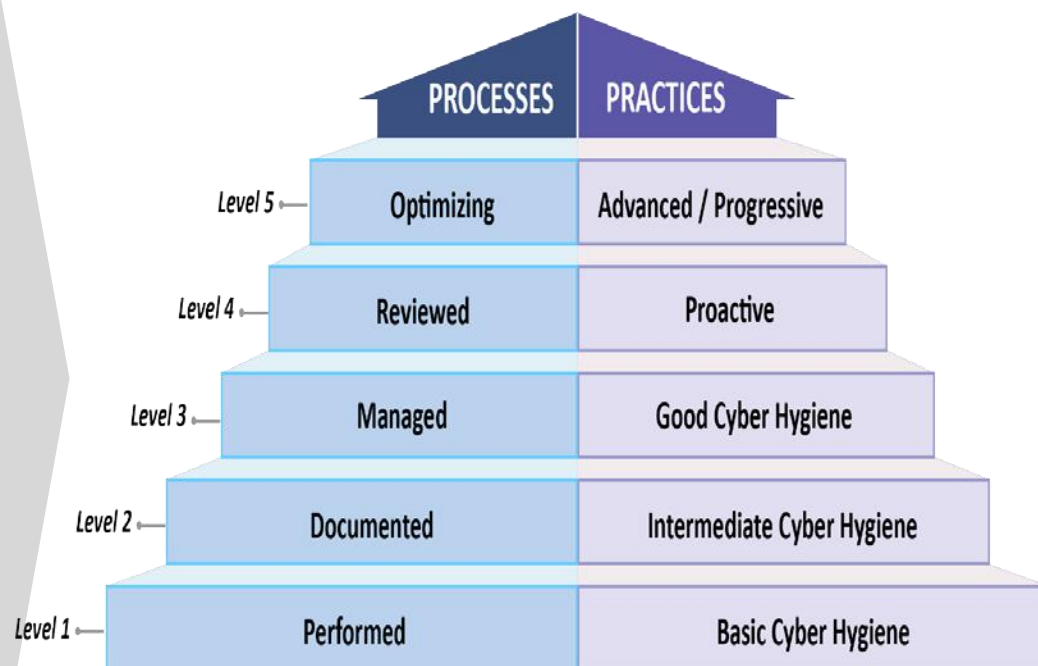 PROCESSES PRACTICES
Level 5 Optimizing Advanced / Progressive
Level 4 Reviewed Proactive
Level 3 Managed Good Cyber Hygiene
Level 2 Documented Intermediate Cyber Hygiene
Level 1 Performed Basic Cyber Hygiene